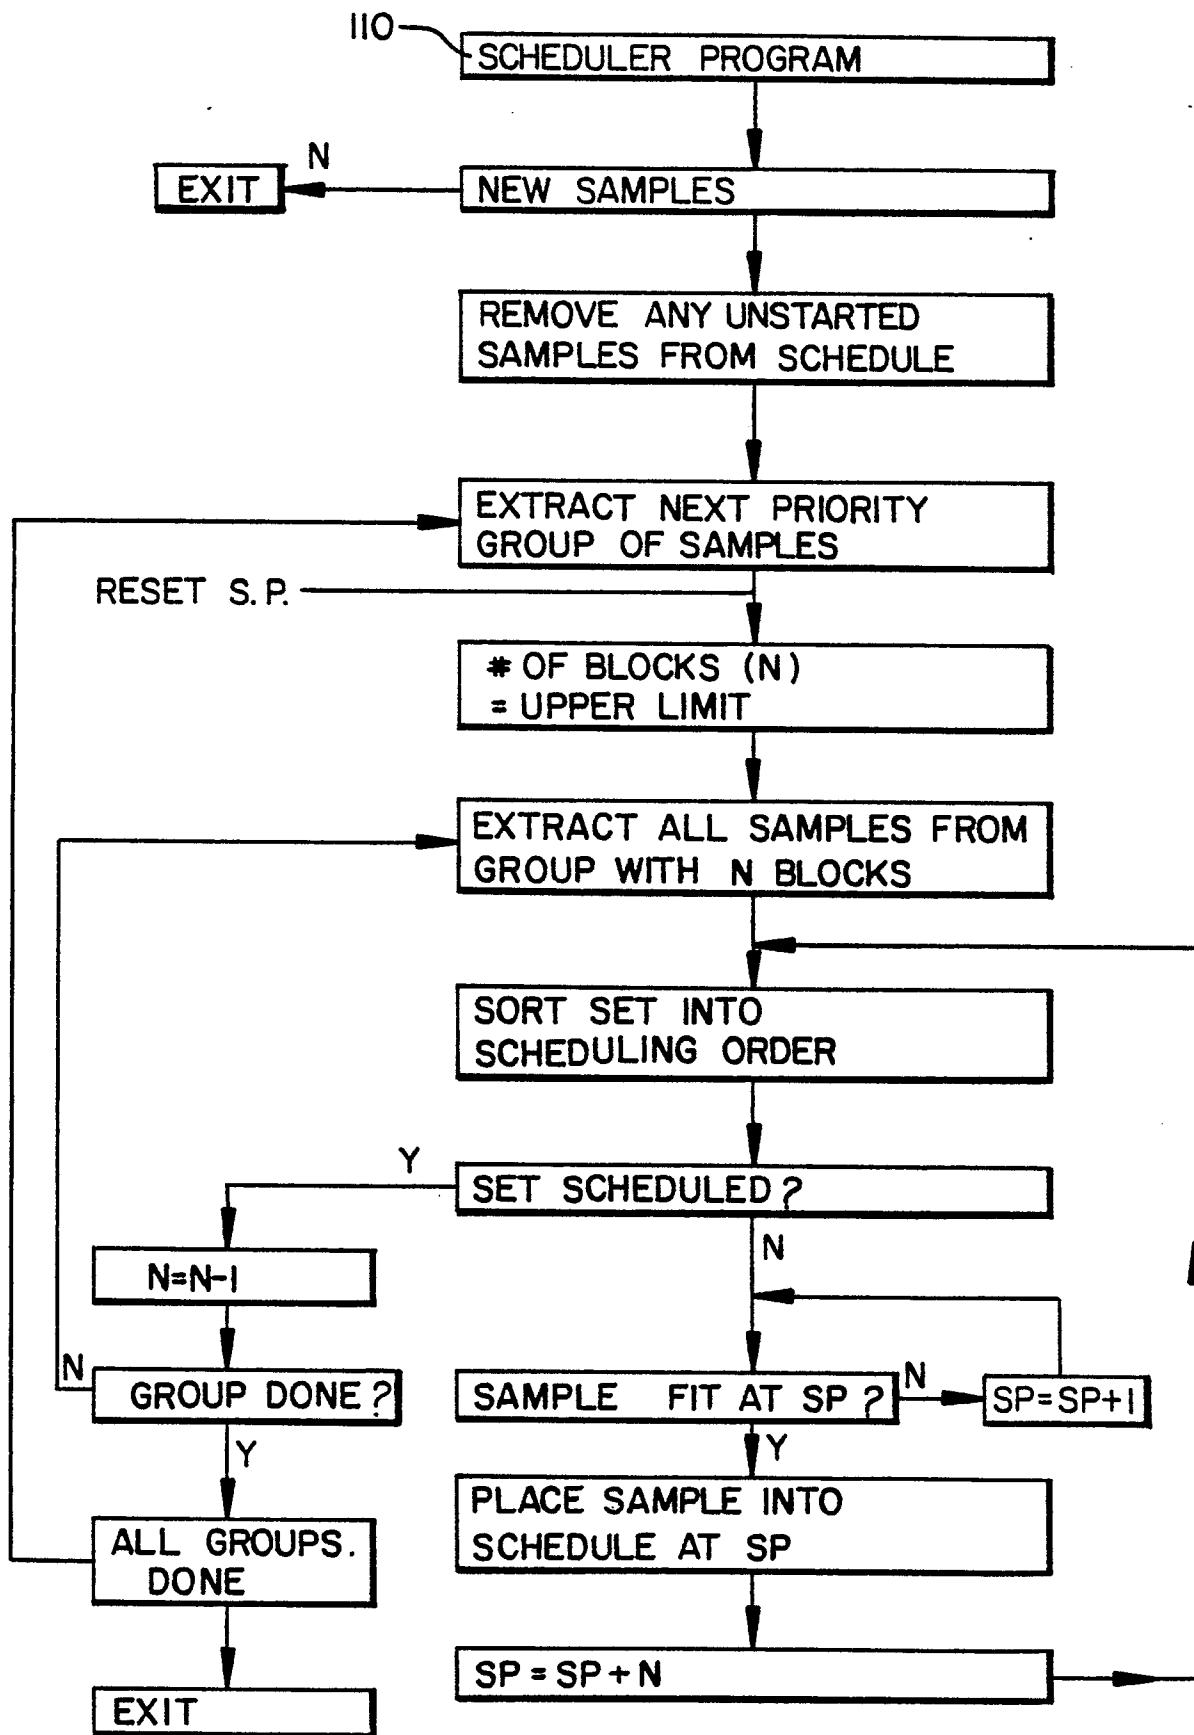 110
SCHEDULER PROGRAM
N
EXIT
NEW SAMPLES
REMOVE ANY UNSTARTED
SAMPLES FROM SCHEDULE
EXTRACT NEXT PRIORITY
GROUP OF SAMPLES
RESET S.P.
# OF BLOCKS (N)
= UPPER LIMIT
EXTRACT ALL SAMPLES FROM
GROUP WITH N BLOCKS
SORT SET INTO
SCHEDULING ORDER
Y
SET SCHEDULED?
N
N=N-1
N
GROUP DONE?
SAMPLE FIT AT SP?
N
SP=SP+1
Y
Y
PLACE SAMPLE INTO
SCHEDULE AT SP
ALL GROUPS.
DONE
SP=SP+N
EXIT